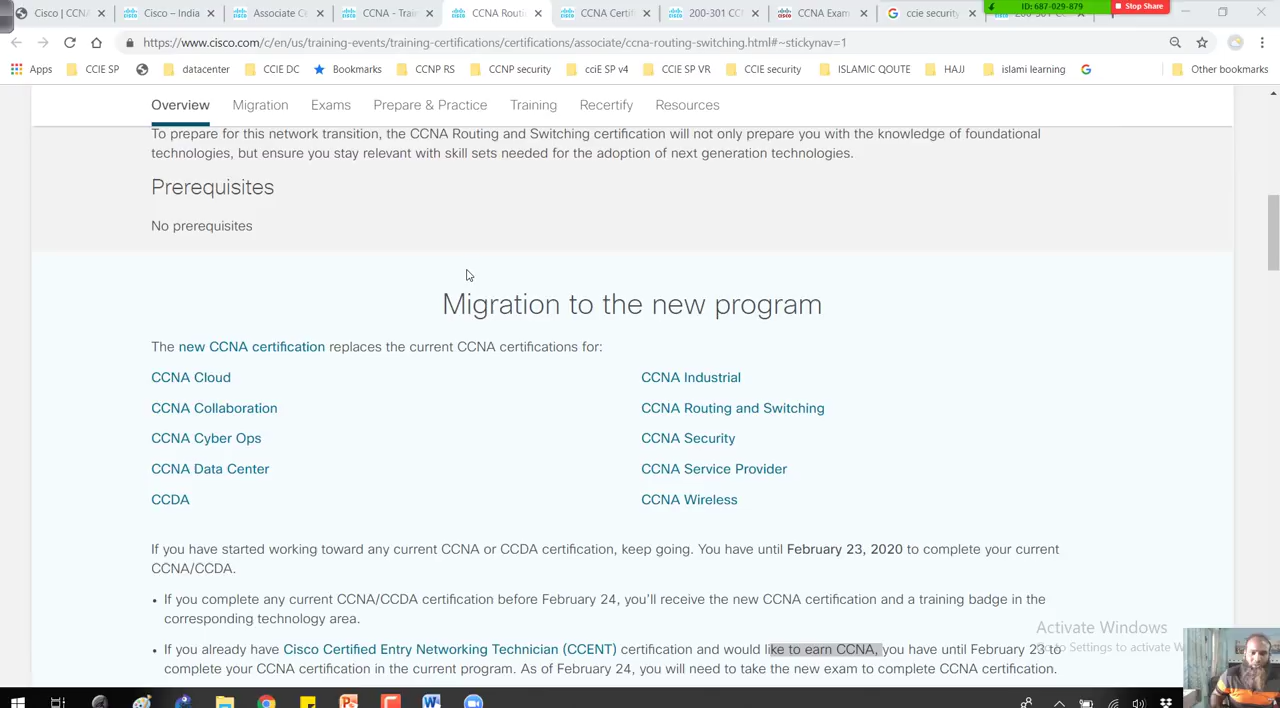 Cisco | CCN
Cisco – India
Associate C
CCNA - Trai
CCNA Routi
CCNA Certi
200-301 CC
CCNA Exam
ccie security
ID: 687-029-879
Stop Share
https://www.cisco.com/c/en/us/training-events/training-certifications/certifications/associate/ccna-routing-switching.html#~stickynav=1
Apps
CCIE SP
datacenter
CCIE DC
Bookmarks
CCNP RS
CCNP security
cciE SP v4
CCIE SP VR
CCIE security
ISLAMIC QOUTE
HAJJ
islami learning
Other bookmarks
Overview
Migration
Exams
Prepare & Practice
Training
Recertify
Resources
To prepare for this network transition, the CCNA Routing and Switching certification will not only prepare you with the knowledge of foundational
technologies, but ensure you stay relevant with skill sets needed for the adoption of next generation technologies.
Prerequisites
No prerequisites
Migration to the new program
The new CCNA certification replaces the current CCNA certifications for:
CCNA Cloud
CCNA Industrial
CCNA Collaboration
CCNA Routing and Switching
CCNA Cyber Ops
CCNA Security
CCNA Data Center
CCNA Service Provider
CCDA
CCNA Wireless
If you have started working toward any current CCNA or CCDA certification, keep going. You have until February 23, 2020 to complete your current
CCNA/CCDA.
• If you complete any current CCNA/CCDA certification before February 24, you'll receive the new CCNA certification and a training badge in the
corresponding technology area.
Activate Windows
• If you already have Cisco Certified Entry Networking Technician (CCENT) certification and would like to earn CCNA, you have until February 23 to
to Settings to activate W
complete your CCNA certification in the current program. As of February 24, you will need to take the new exam to complete CCNA certification.